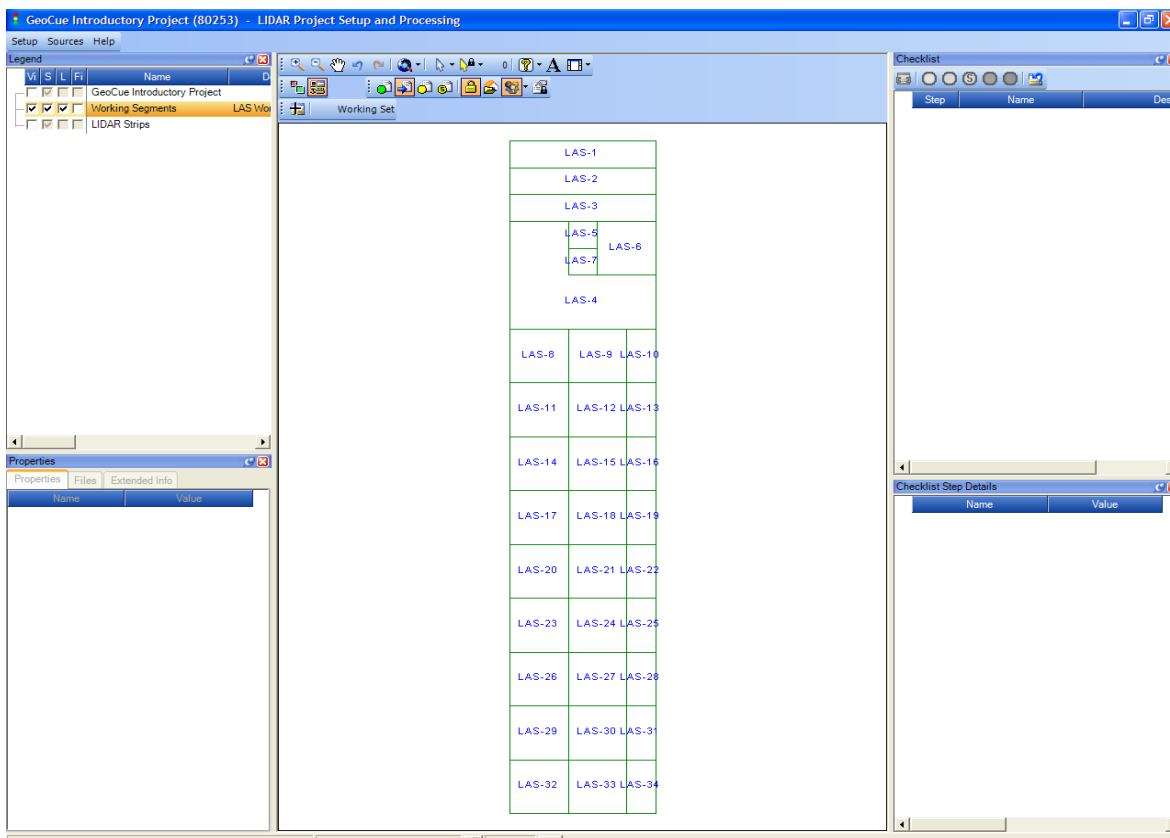 GeoCue Introductory Project (80253) - LIDAR Project Setup and Processing
Setup Sources Help
Legend
Vi S L Fi Name D
GeoCue Introductory Project
Working Segments LAS Wor
LIDAR Strips
0 ? A
Working Set
LAS-1
LAS-2
LAS-3
LAS-5
LAS-6
LAS-7
LAS-4
LAS-8 LAS-9 LAS-10
LAS-11 LAS-12 LAS-13
LAS-14 LAS-15 LAS-16
LAS-17 LAS-18 LAS-19
LAS-20 LAS-21 LAS-22
LAS-23 LAS-24 LAS-25
LAS-26 LAS-27 LAS-28
LAS-29 LAS-30 LAS-31
LAS-32 LAS-33 LAS-34
Properties
Properties Files Extended Info
Name Value
Checklist
S
Step Name Des
Checklist Step Details
Name Value